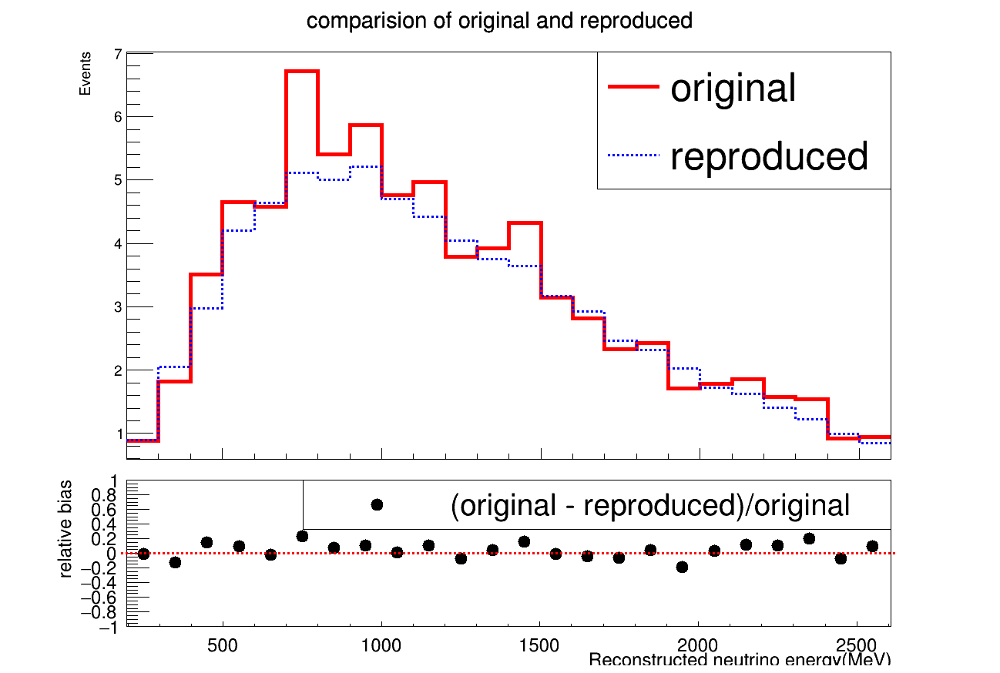 comparision of original and reproduced
Events
7
6
5
4
3
2
1
original
reproduced
relative bias
1
0.8
0.6
0.4
0.2
0
−0.2
−0.4
−0.6
−0.8
−1
(original - reproduced)/original
500 1000 1500 2000 2500
Reconstructed neutrino energy(MeV)